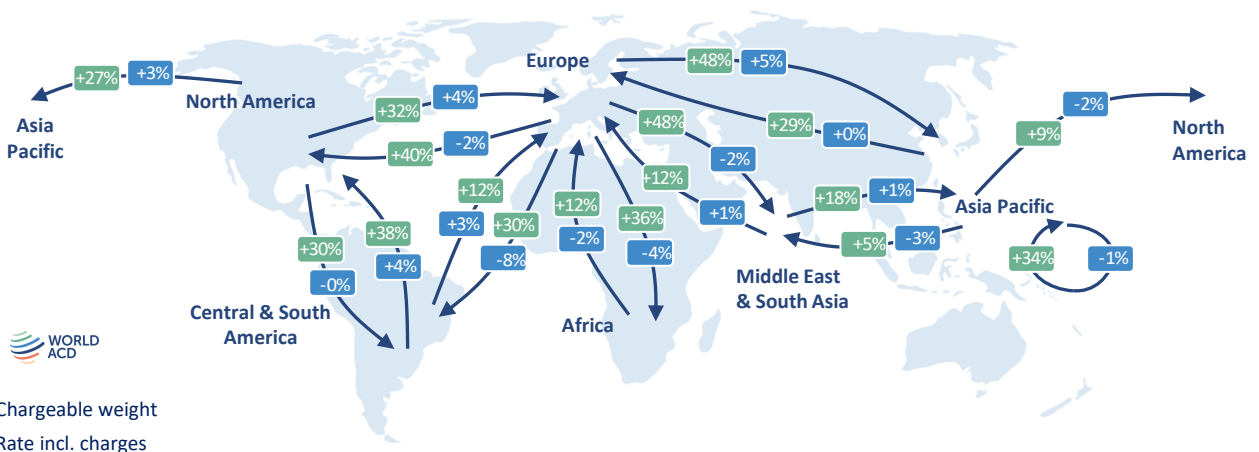 Europe
+48%
+5%
+27%
+3%
North America
+32%
+4%
-2%
North
America
Asia
Pacific
+9%
+48%
+29%
+0%
+40%
-2%
-2%
+12%
+12%
+18%
+1%
Asia Pacific
+3%
+30%
+12%
+36%
+1%
+38%
+30%
-8%
-2%
-4%
+5%
-3%
+34%
-1%
+4%
-0%
Middle East
& South Asia
Central & South
America
Africa
WORLD
ACD
Chargeable weight
Rate incl. charges